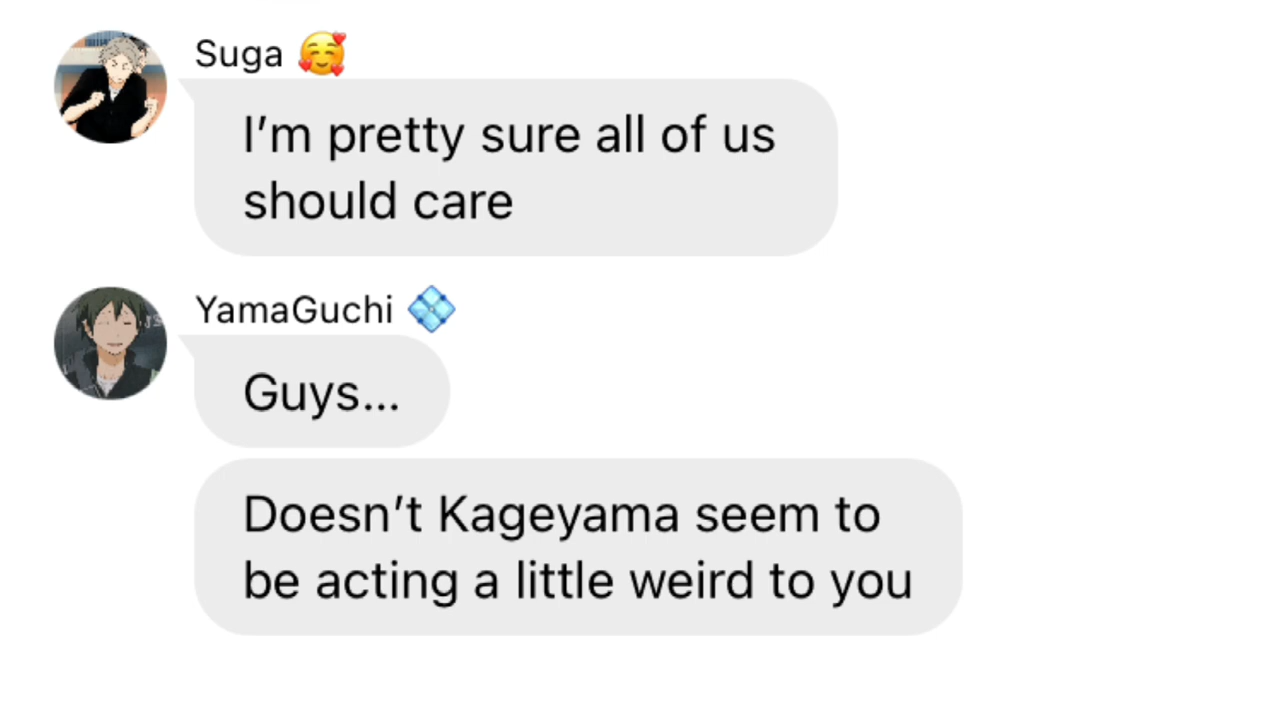 Suga 🥰
I’m pretty sure all of us
should care
YamaGuchi 💠
Guys...
Doesn’t Kageyama seem to
be acting a little weird to you